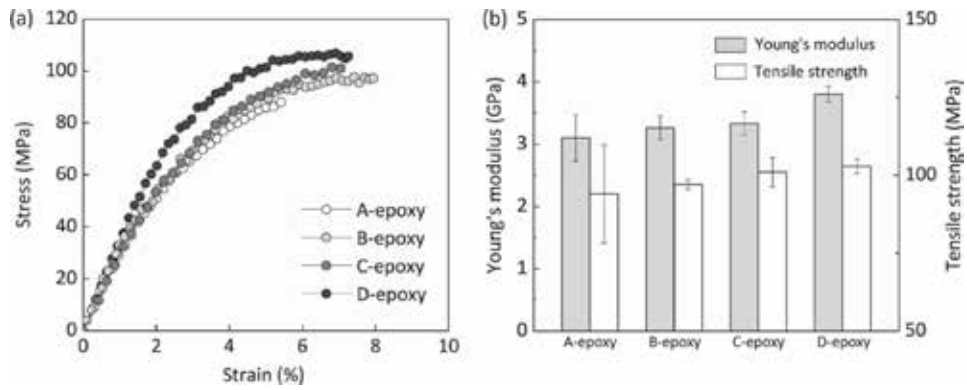 (a)
120
100
80
60
40
20
0
Stress (MPa)
A-epoxy
B-epoxy
C-epoxy
D-epoxy
0 2 4 6 8 10
Strain (%)
(b)
5
4
3
2
1
0
Young's modulus (GPa)
Young's modulus
Tensile strength
150
100
50
Tensile strength (MPa)
A-epoxy B-epoxy C-epoxy D-epoxy